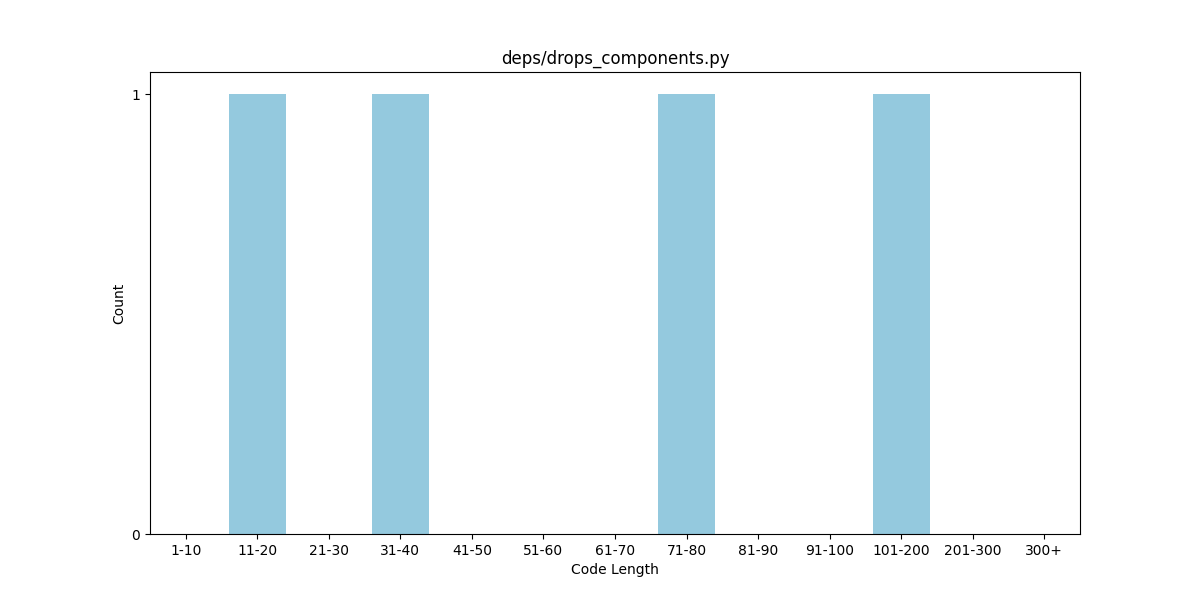 deps/drops_components.py
1
0
Count
1-10 11-20 21-30 31-40 41-50 51-60 61-70 71-80 81-90 91-100 101-200 201-300 300+
Code Length